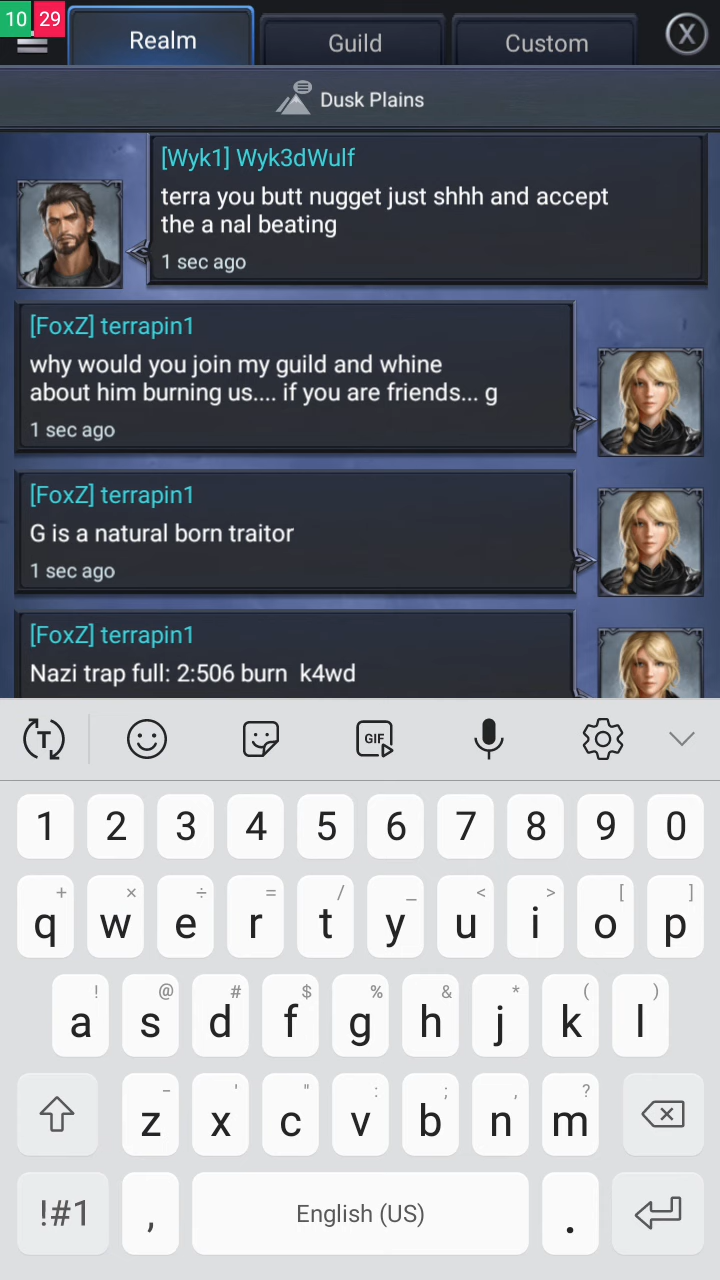 10 29
Realm
Guild
Custom
X
Dusk Plains
[Wyk1] Wyk3dWulf
terra you butt nugget just shhh and accept
the a nal beating
1 sec ago
[FoxZ] terrapin1
why would you join my guild and whine
about him burning us.... if you are friends... g
1 sec ago
[FoxZ] terrapin1
G is a natural born traitor
1 sec ago
[FoxZ] terrapin1
Nazi trap full: 2:506 burn  k4wd
T
GIF
1 2 3 4 5 6 7 8 9 0
+ × ÷ = / _ < > [ ]
q w e r t y u i o p
! @ # $ % & * ( )
a s d f g h j k l
- ' " : ; , ?
z x c v b n m
!#1 , English (US) .